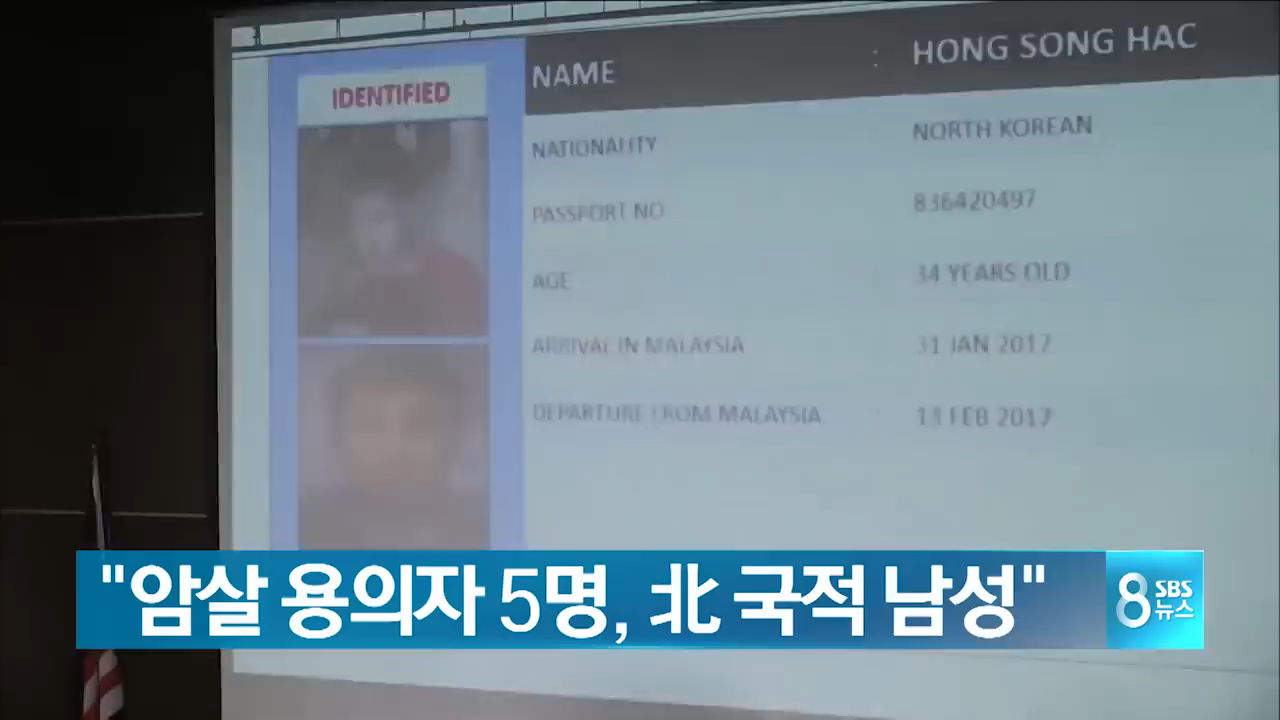 IDENTIFIED
NAME : HONG SONG HAC
NATIONALITY NORTH KOREAN
PASSPORT NO 836420497
AGE 34 YEARS OLD
ARRIVAL IN MALAYSIA 31 JAN 2017
DEPARTURE FROM MALAYSIA : 13 FEB 2017
"암살 용의자 5명, 北 국적 남성"
8 SBS
뉴스